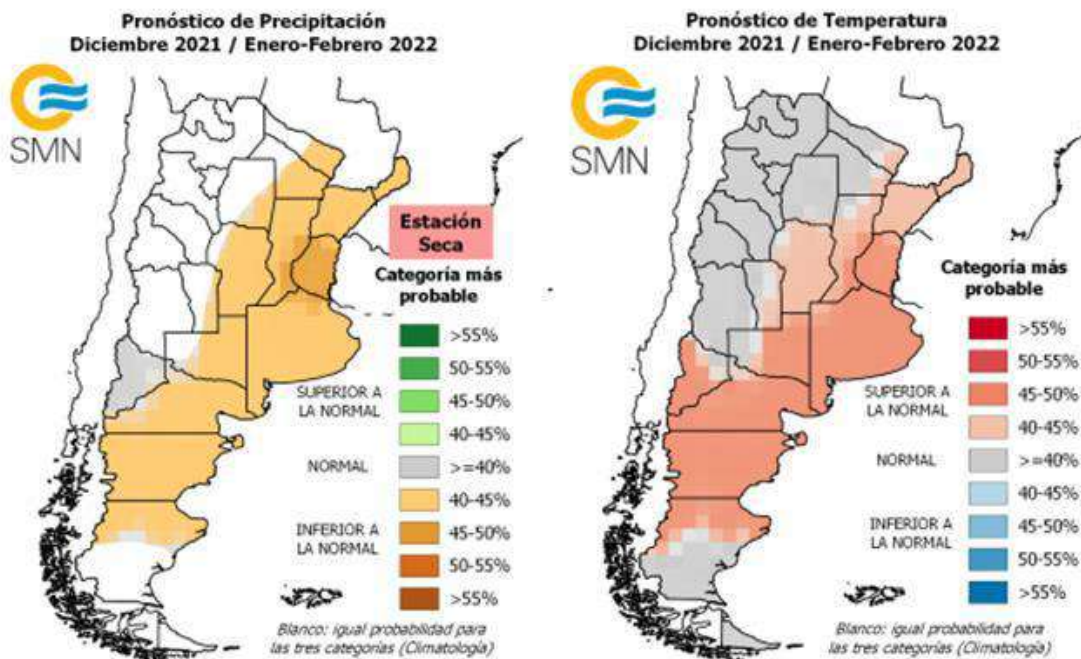 Pronóstico de Precipitación
Diciembre 2021 / Enero-Febrero 2022
SMN
Estación
Seca
Categoría más
probable
>55%
50-55%
SUPERIOR A
LA NORMAL
45-50%
40-45%
NORMAL
>=40%
40-45%
INFERIOR A
LA NORMAL
45-50%
50-55%
>55%
Blanco: igual probabilidad para
las tres categorías (Climatología)
Pronóstico de Temperatura
Diciembre 2021 / Enero-Febrero 2022
SMN
Categoría más
probable
>55%
50-55%
SUPERIOR A
LA NORMAL
45-50%
40-45%
NORMAL
>=40%
40-45%
INFERIOR A
LA NORMAL
45-50%
50-55%
>55%
Blanco: igual probabilidad para
las tres categorías (Climatología)